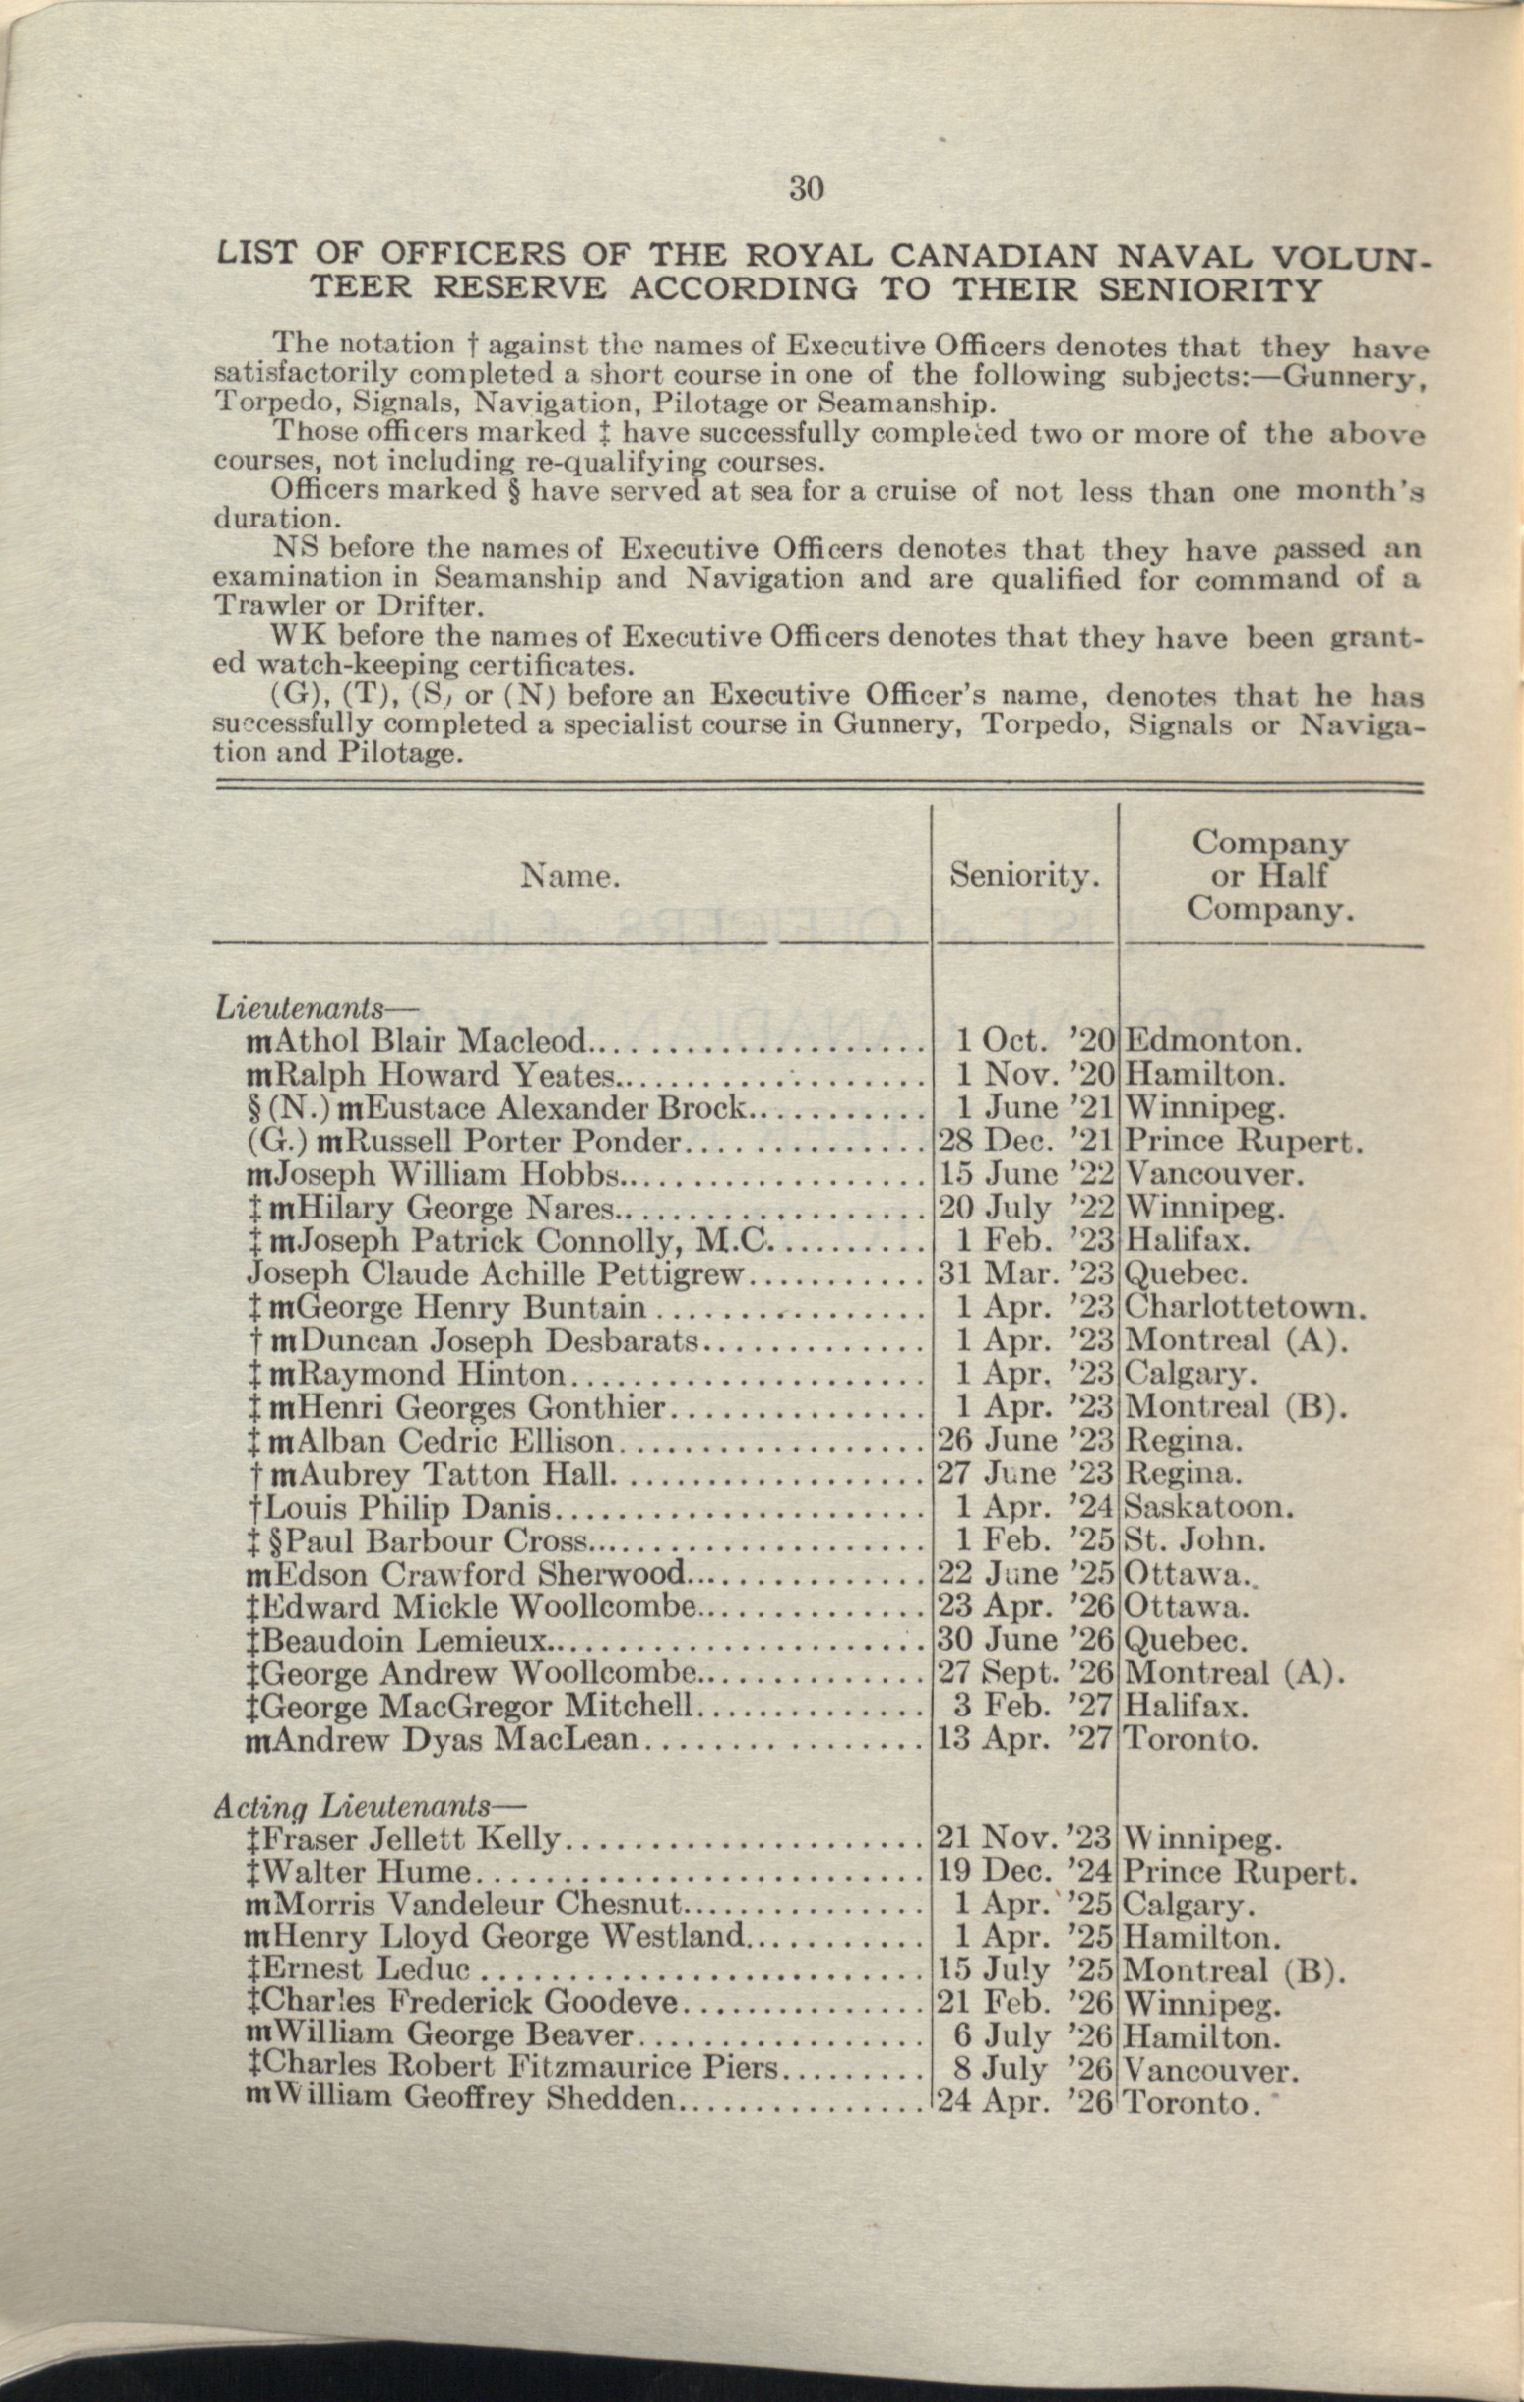 30
LIST OF OFFICERS OF THE ROYAL CANADIAN NAVAL VOLUN-
TEER RESERVE ACCORDING TO THEIR SENIORITY
The notation † against the names of Executive Officers denotes that they have
satisfactorily completed a short course in one of the following subjects:—Gunnery,
Torpedo, Signals, Navigation, Pilotage or Seamanship.
Those officers marked ‡ have successfully completed two or more of the above
courses, not including re-qualifying courses.
Officers marked § have served at sea for a cruise of not less than one month's
duration.
NS before the names of Executive Officers denotes that they have passed an
examination in Seamanship and Navigation and are qualified for command of a
Trawler or Drifter.
WK before the names of Executive Officers denotes that they have been grant-
ed watch-keeping certificates.
(G), (T), (S) or (N) before an Executive Officer's name, denotes that he has
successfully completed a specialist course in Gunnery, Torpedo, Signals or Naviga-
tion and Pilotage.
Name. Seniority. Company
or Half
Company.
Lieutenants—
mAthol Blair Macleod.................... 1 Oct. '20 Edmonton.
mRalph Howard Yeates.................. 1 Nov. '20 Hamilton.
§(N.) mEustace Alexander Brock........... 1 June '21 Winnipeg.
(G.) mRussell Porter Ponder............... 28 Dec. '21 Prince Rupert.
mJoseph William Hobbs.................. 15 June '22 Vancouver.
‡mHilary George Nares................... 20 July '22 Winnipeg.
‡mJoseph Patrick Connolly, M.C.......... 1 Feb. '23 Halifax.
Joseph Claude Achille Pettigrew........... 31 Mar. '23 Quebec.
‡mGeorge Henry Buntain................. 1 Apr. '23 Charlottetown.
†mDuncan Joseph Desbarats.............. 1 Apr. '23 Montreal (A).
‡mRaymond Hinton...................... 1 Apr. '23 Calgary.
‡mHenri Georges Gonthier................ 1 Apr. '23 Montreal (B).
‡mAlban Cedric Ellison................... 26 June '23 Regina.
†mAubrey Tatton Hall................... 27 June '23 Regina.
†Louis Philip Danis....................... 1 Apr. '24 Saskatoon.
‡§Paul Barbour Cross..................... 1 Feb. '25 St. John.
mEdson Crawford Sherwood.............. 22 June '25 Ottawa.
‡Edward Mickle Woollcombe.............. 23 Apr. '26 Ottawa.
‡Beaudoin Lemieux....................... 30 June '26 Quebec.
‡George Andrew Woollcombe.............. 27 Sept. '26 Montreal (A).
‡George MacGregor Mitchell.............. 3 Feb. '27 Halifax.
mAndrew Dyas MacLean................. 13 Apr. '27 Toronto.
Acting Lieutenants—
‡Fraser Jellett Kelly...................... 21 Nov. '23 Winnipeg.
‡Walter Hume............................ 19 Dec. '24 Prince Rupert.
mMorris Vandeleur Chesnut............... 1 Apr. '25 Calgary.
mHenry Lloyd George Westland........... 1 Apr. '25 Hamilton.
‡Ernest Leduc........................... 15 July '25 Montreal (B).
‡Charles Frederick Goodeve............... 21 Feb. '26 Winnipeg.
mWilliam George Beaver.................. 6 July '26 Hamilton.
‡Charles Robert Fitzmaurice Piers......... 8 July '26 Vancouver.
mWilliam Geoffrey Shedden............... 24 Apr. '26 Toronto.